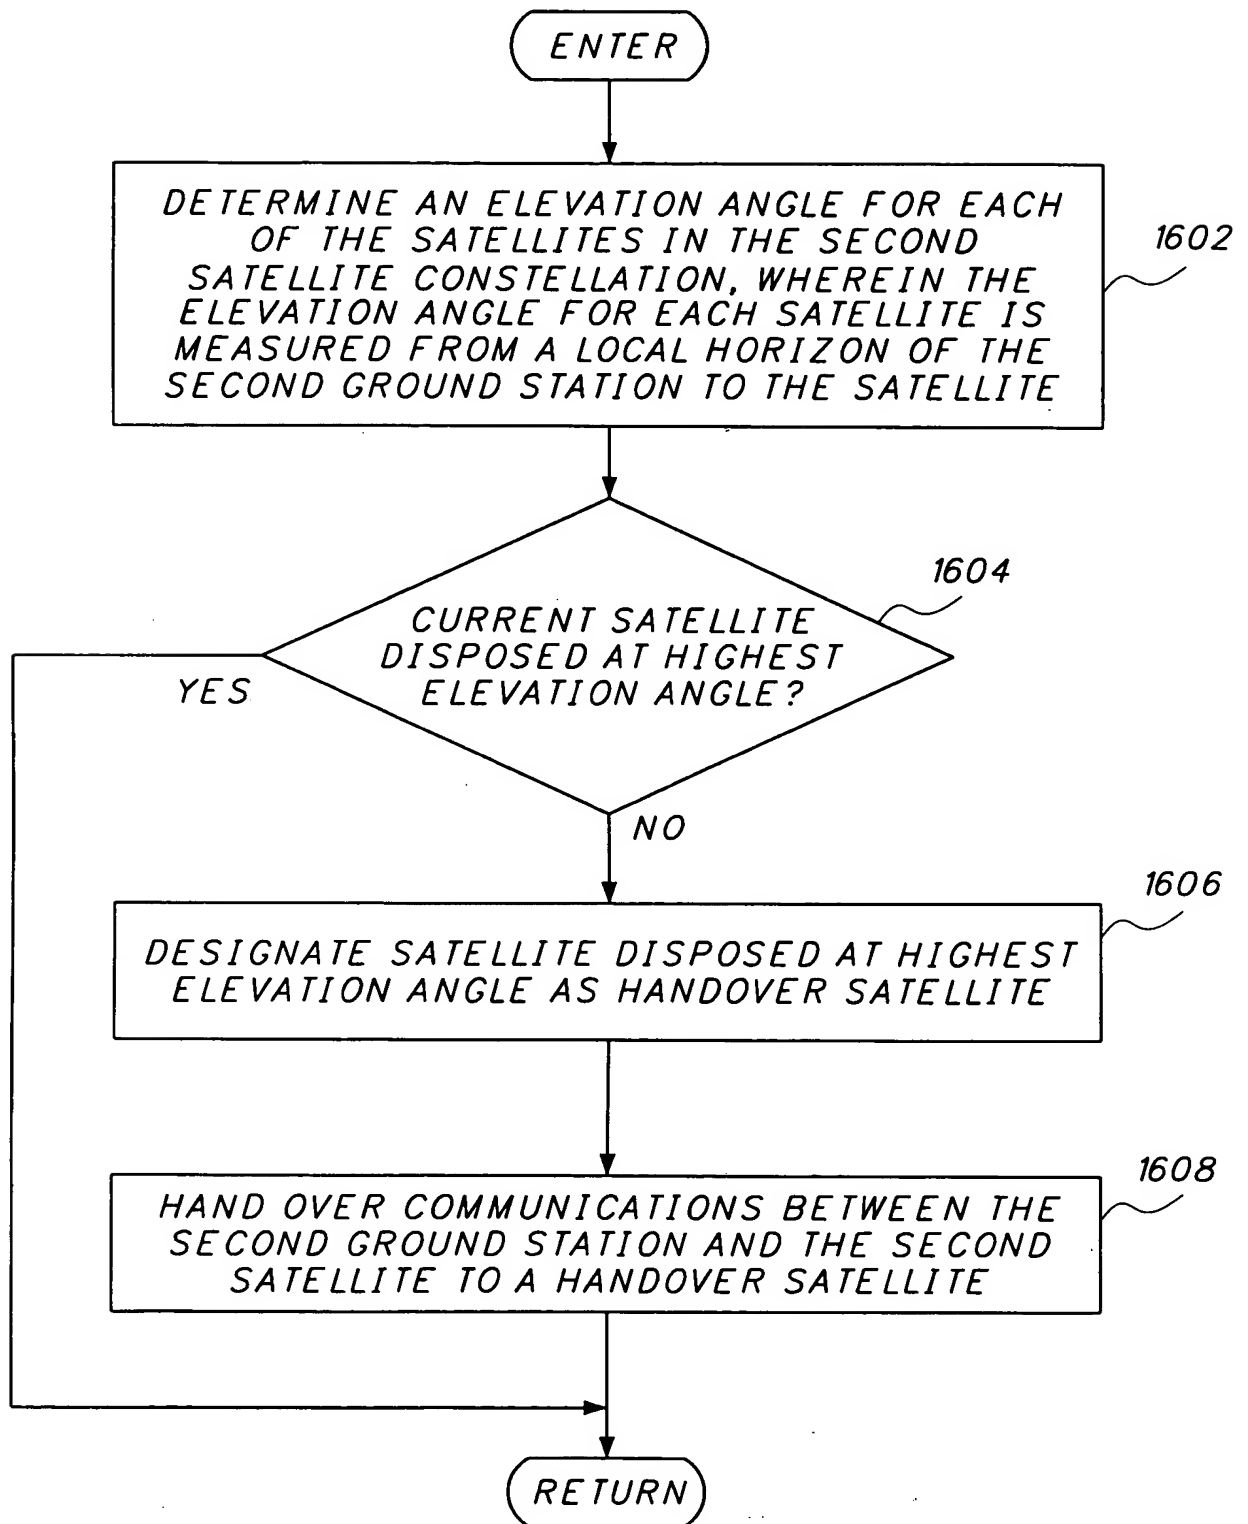 ENTER
DETERMINE AN ELEVATION ANGLE FOR EACH
OF THE SATELLITES IN THE SECOND
SATELLITE CONSTELLATION, WHEREIN THE
ELEVATION ANGLE FOR EACH SATELLITE IS
MEASURED FROM A LOCAL HORIZON OF THE
SECOND GROUND STATION TO THE SATELLITE
1602
1604
CURRENT SATELLITE
DISPOSED AT HIGHEST
ELEVATION ANGLE?
YES
NO
1606
DESIGNATE SATELLITE DISPOSED AT HIGHEST
ELEVATION ANGLE AS HANDOVER SATELLITE
1608
HAND OVER COMMUNICATIONS BETWEEN THE
SECOND GROUND STATION AND THE SECOND
SATELLITE TO A HANDOVER SATELLITE
RETURN